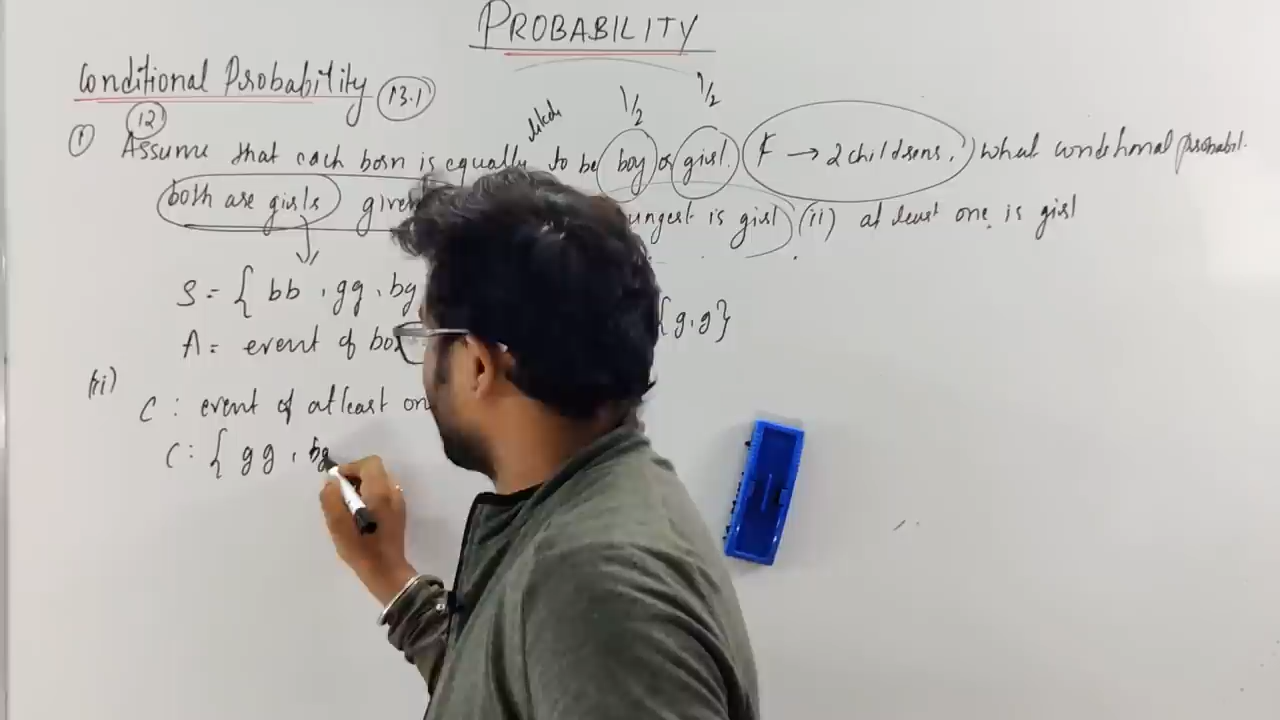 PROBABILITY
Conditional Probability 13.1
12
1/2 1/2
① Assume that each born is equally likely to be boy or girl. F → 2 childrens, what conditional probabil.
both are girls given ungest is girl (ii) at least one is girl
S = { bb , gg , bg
{g,g}
A = event of bo
(ii)
C : event of atleast on
C : { gg , bg